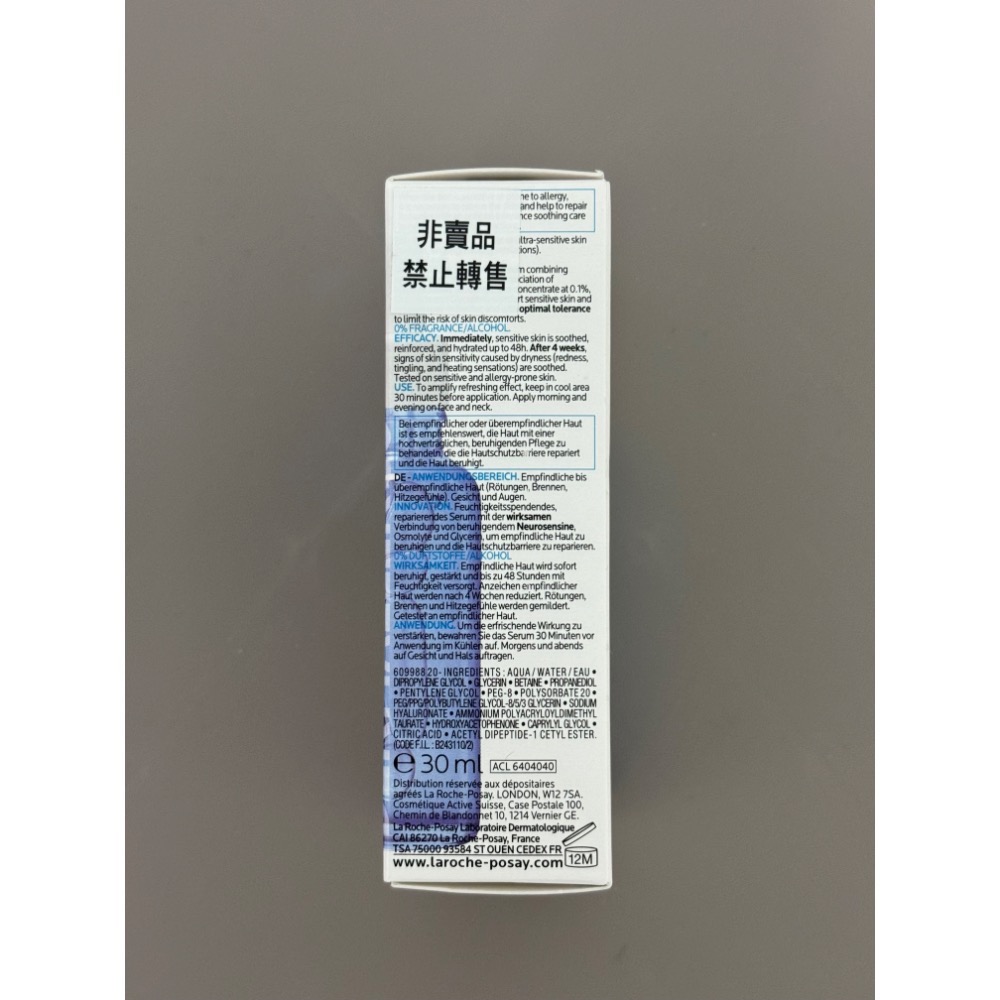 非賣品
禁止轉售
ne to allergy,
and help to repair
nce soothing care
ultra-sensitive skin
ions).
m combining
ciation of
oncentrate at 0.1%,
rt sensitive skin and
optimal tolerance
to limit the risk of skin discomforts.
0% FRAGRANCE/ALCOHOL.
EFFICACY. Immediately, sensitive skin is soothed,
reinforced, and hydrated up to 48h. After 4 weeks,
signs of skin sensitivity caused by dryness (redness,
tingling, and heating sensations) are soothed.
Tested on sensitive and allergy-prone skin.
USE. To amplify refreshing effect, keep in cool area
30 minutes before application. Apply morning and
evening on face and neck.
Bei empfindlicher oder überempfindlicher Haut
ist es empfehlenswert, die Haut mit einer
hochverträglichen, beruhigenden Pflege zu
behandeln, die die Hautschutzbarriere repariert
und die Haut beruhigt.
DE - ANWENDUNGSBEREICH. Empfindliche bis
überempfindliche Haut (Rötungen, Brennen,
Hitzegefühle). Gesicht und Augen.
INNOVATION. Feuchtigkeitsspendendes,
reparierendes Serum mit der wirksamen
Verbindung von beruhigendem Neurosensine,
Osmolyte und Glycerin, um empfindliche Haut zu
beruhigen und die Hautschutzbarriere zu reparieren.
0% DUFTSTOFFE/ALKOHOL
WIRKSAMKEIT. Empfindliche Haut wird sofort
beruhigt, gestärkt und bis zu 48 Stunden mit
Feuchtigkeit versorgt. Anzeichen empfindlicher
Haut werden nach 4 Wochen reduziert. Rötungen,
Brennen und Hitzegefühle werden gemildert.
Getestet an empfindlicher Haut.
ANWENDUNG. Um die erfrischende Wirkung zu
verstärken, bewahren Sie das Serum 30 Minuten vor
Anwendung im Kühlen auf. Morgens und abends
auf Gesicht und Hals auftragen.
609988 20 - INGREDIENTS : AQUA / WATER / EAU •
DIPROPYLENE GLYCOL • GLYCERIN • BETAINE • PROPANEDIOL
• PENTYLENE GLYCOL • PEG-8 • POLYSORBATE 20 •
PEG/PPG/POLYBUTYLENE GLYCOL-8/5/3 GLYCERIN • SODIUM
HYALURONATE • AMMONIUM POLYACRYLOYLDIMETHYL
TAURATE • HYDROXYACETOPHENONE • CAPRYLYL GLYCOL •
CITRIC ACID • ACETYL DIPEPTIDE-1 CETYL ESTER.
(CODE F.I.L. : B243110/2)
℮ 30 ml ACL 6404040
Distribution réservée aux dépositaires
agréés La Roche-Posay. LONDON, W12 7SA.
Cosmétique Active Suisse, Case Postale 100,
Chemin de Blandonnet 10, 1214 Vernier GE.
La Roche-Posay Laboratoire Dermatologique
CAI 86270 La Roche-Posay, France
TSA 75000 93584 ST OUEN CEDEX FR
www.laroche-posay.com 12M